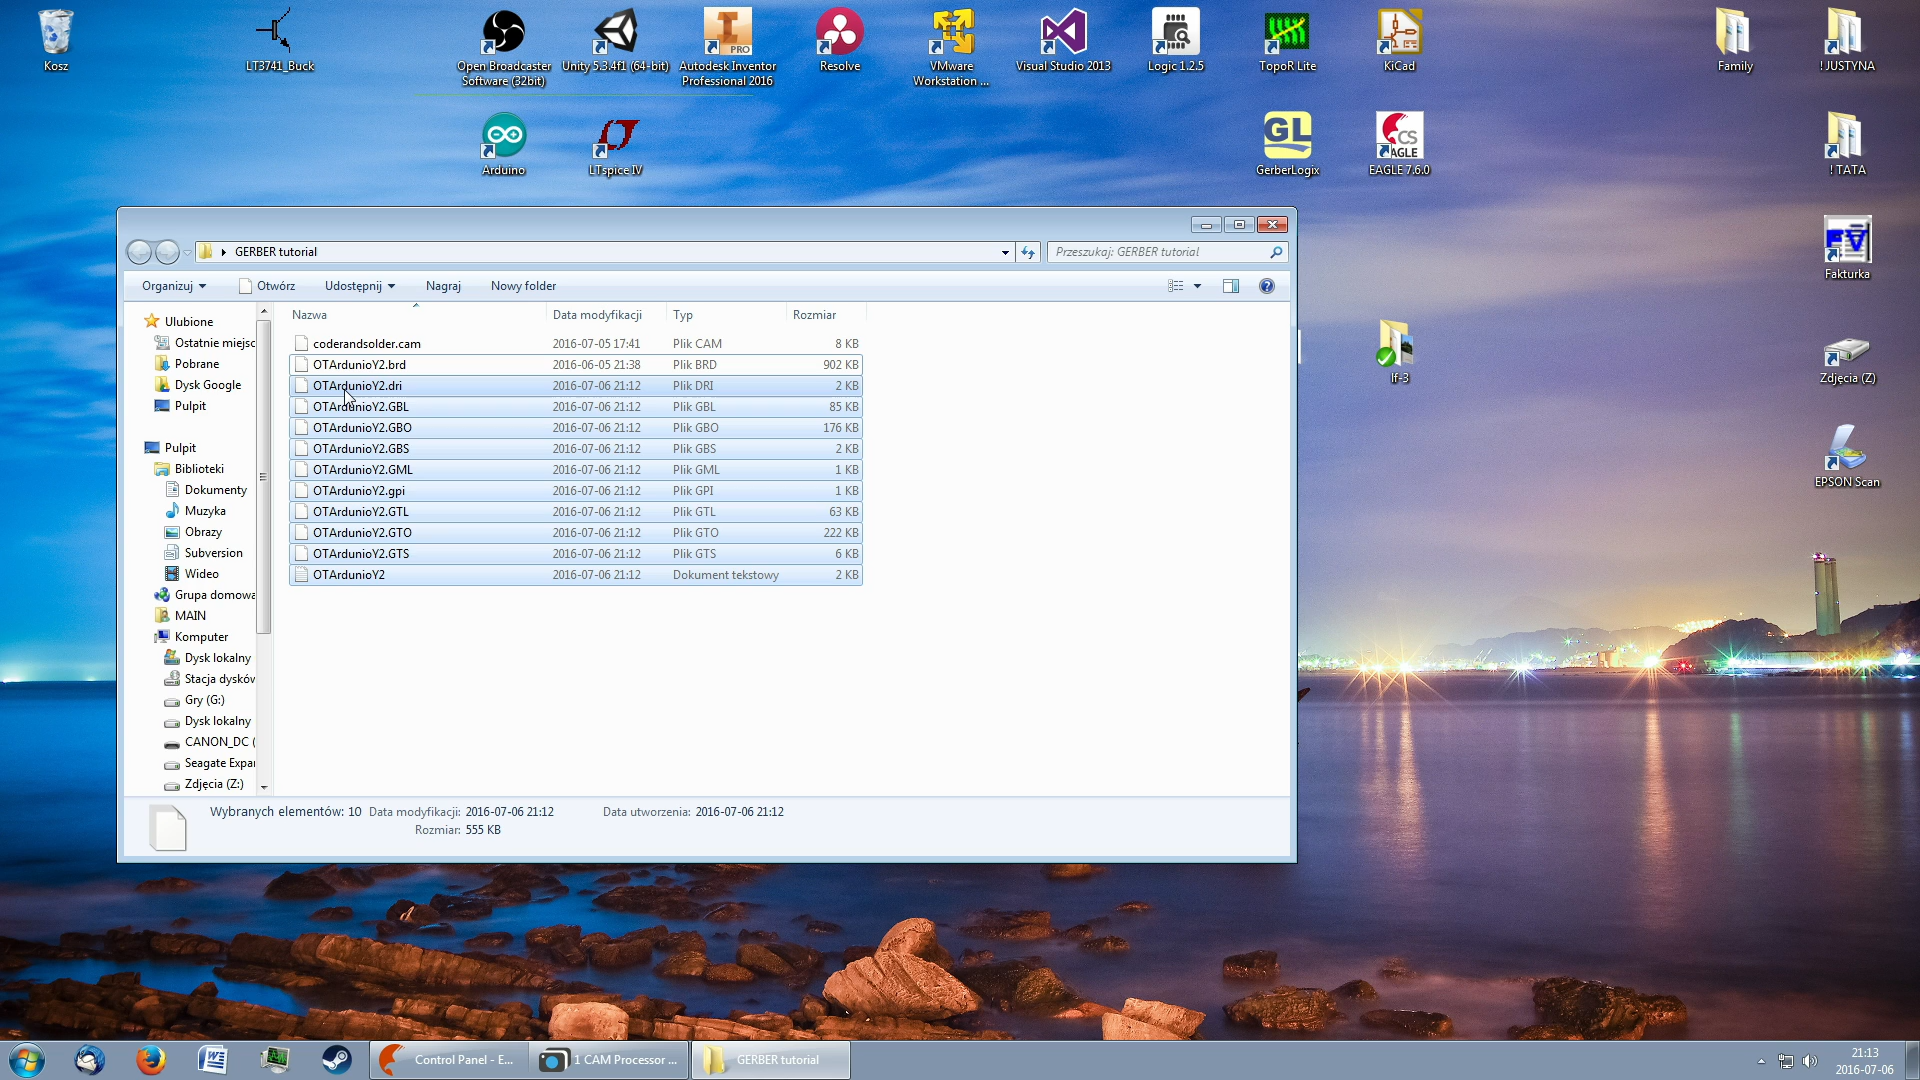 Kosz
LT3741_Buck
Open Broadcaster Software (32bit)
Unity 5.3.4f1 (64-bit)
PRO
Autodesk Inventor Professional 2016
Resolve
VMware Workstation ...
Visual Studio 2013
Logic 1.2.5
TopoR Lite
KiCad
Family
! JUSTYNA
Arduino
LTspice IV
GL
GerberLogix
CS
EAGLE
EAGLE 7.6.0
! TATA
FV
Fakturka
lf-3
Zdjęcia (Z)
EPSON Scan
GERBER tutorial
Przeszukaj: GERBER tutorial
Organizuj
Otwórz
Udostępnij
Nagraj
Nowy folder
Ulubione
Ostatnie miejsc
Pobrane
Dysk Google
Pulpit
Pulpit
Biblioteki
Dokumenty
Muzyka
Obrazy
Subversion
Wideo
Grupa domowa
MAIN
Komputer
Dysk lokalny
Stacja dysków
Gry (G:)
Dysk lokalny
CANON_DC (
Seagate Expa
Zdjęcia (Z:)
Nazwa Data modyfikacji Typ Rozmiar
coderandsolder.cam 2016-07-05 17:41 Plik CAM 8 KB
OTArdunioY2.brd 2016-06-05 21:38 Plik BRD 902 KB
OTArdunioY2.dri 2016-07-06 21:12 Plik DRI 2 KB
OTArdunioY2.GBL 2016-07-06 21:12 Plik GBL 85 KB
OTArdunioY2.GBO 2016-07-06 21:12 Plik GBO 176 KB
OTArdunioY2.GBS 2016-07-06 21:12 Plik GBS 2 KB
OTArdunioY2.GML 2016-07-06 21:12 Plik GML 1 KB
OTArdunioY2.gpi 2016-07-06 21:12 Plik GPI 1 KB
OTArdunioY2.GTL 2016-07-06 21:12 Plik GTL 63 KB
OTArdunioY2.GTO 2016-07-06 21:12 Plik GTO 222 KB
OTArdunioY2.GTS 2016-07-06 21:12 Plik GTS 6 KB
OTArdunioY2 2016-07-06 21:12 Dokument tekstowy 2 KB
Wybranych elementów: 10 Data modyfikacji: 2016-07-06 21:12 Data utworzenia: 2016-07-06 21:12
Rozmiar: 555 KB
Control Panel - E...
1 CAM Processor ...
GERBER tutorial
21:13
2016-07-06